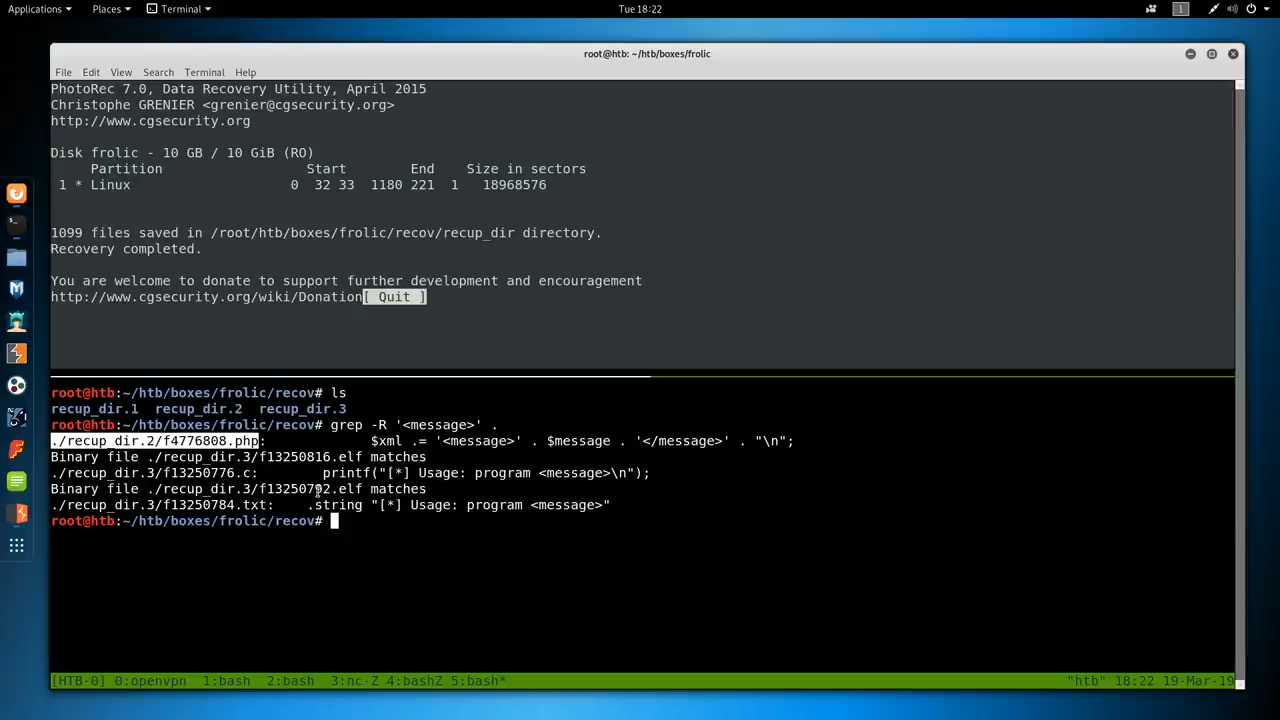 Applications Places Terminal Tue 18:22 1
root@htb: ~/htb/boxes/frolic
File Edit View Search Terminal Help
PhotoRec 7.0, Data Recovery Utility, April 2015
Christophe GRENIER <grenier@cgsecurity.org>
http://www.cgsecurity.org
Disk frolic - 10 GB / 10 GiB (RO)
Partition Start End Size in sectors
1 * Linux 0 32 33 1180 221 1 18968576
1099 files saved in /root/htb/boxes/frolic/recov/recup_dir directory.
Recovery completed.
You are welcome to donate to support further development and encouragement
http://www.cgsecurity.org/wiki/Donation[ Quit ]
root@htb:~/htb/boxes/frolic/recov# ls
recup_dir.1 recup_dir.2 recup_dir.3
root@htb:~/htb/boxes/frolic/recov# grep -R '<message>' .
./recup_dir.2/f4776808.php: $xml .= '<message>' . $message . '</message>' . "\n";
Binary file ./recup_dir.3/f13250816.elf matches
./recup_dir.3/f13250776.c: printf("[*] Usage: program <message>\n");
Binary file ./recup_dir.3/f13250792.elf matches
./recup_dir.3/f13250784.txt: .string "[*] Usage: program <message>"
root@htb:~/htb/boxes/frolic/recov#
[HTB-0] 0:openvpn 1:bash 2:bash 3:nc-Z 4:bashZ 5:bash* "htb" 18:22 19-Mar-19